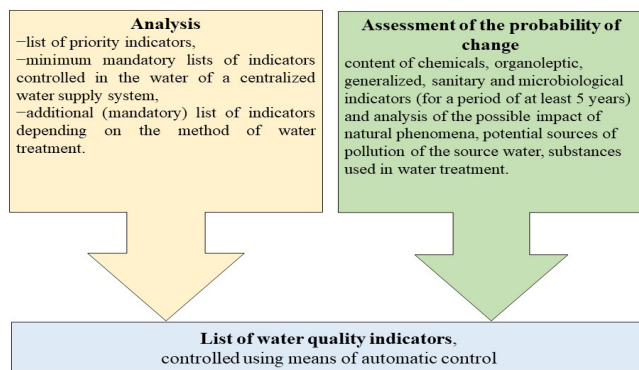 Analysis
−list of priority indicators,
−minimum mandatory lists of indicators
controlled in the water of a centralized
water supply system,
−additional (mandatory) list of indicators
depending on the method of water
treatment.
Assessment of the probability of
change
content of chemicals, organoleptic,
generalized, sanitary and microbiological
indicators (for a period of at least 5 years)
and analysis of the possible impact of
natural phenomena, potential sources of
pollution of the source water, substances
used in water treatment.
List of water quality indicators,
controlled using means of automatic control